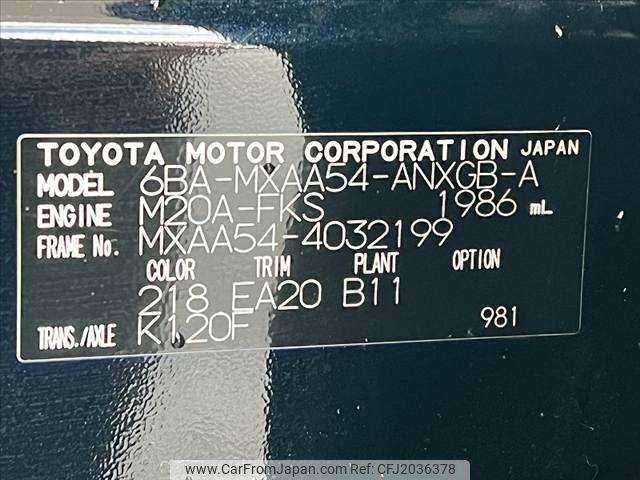 TOYOTA MOTOR CORPORATION JAPAN
MODEL 6BA-MXAA54-ANXGB-A
ENGINE M20A-FKS 1986 mL
FRAME No. MXAA54-4032199
COLOR TRIM PLANT OPTION
218 EA20 B11
TRANS./AXLE K120F 981
www.CarFromJapan.com | CFJ2036378